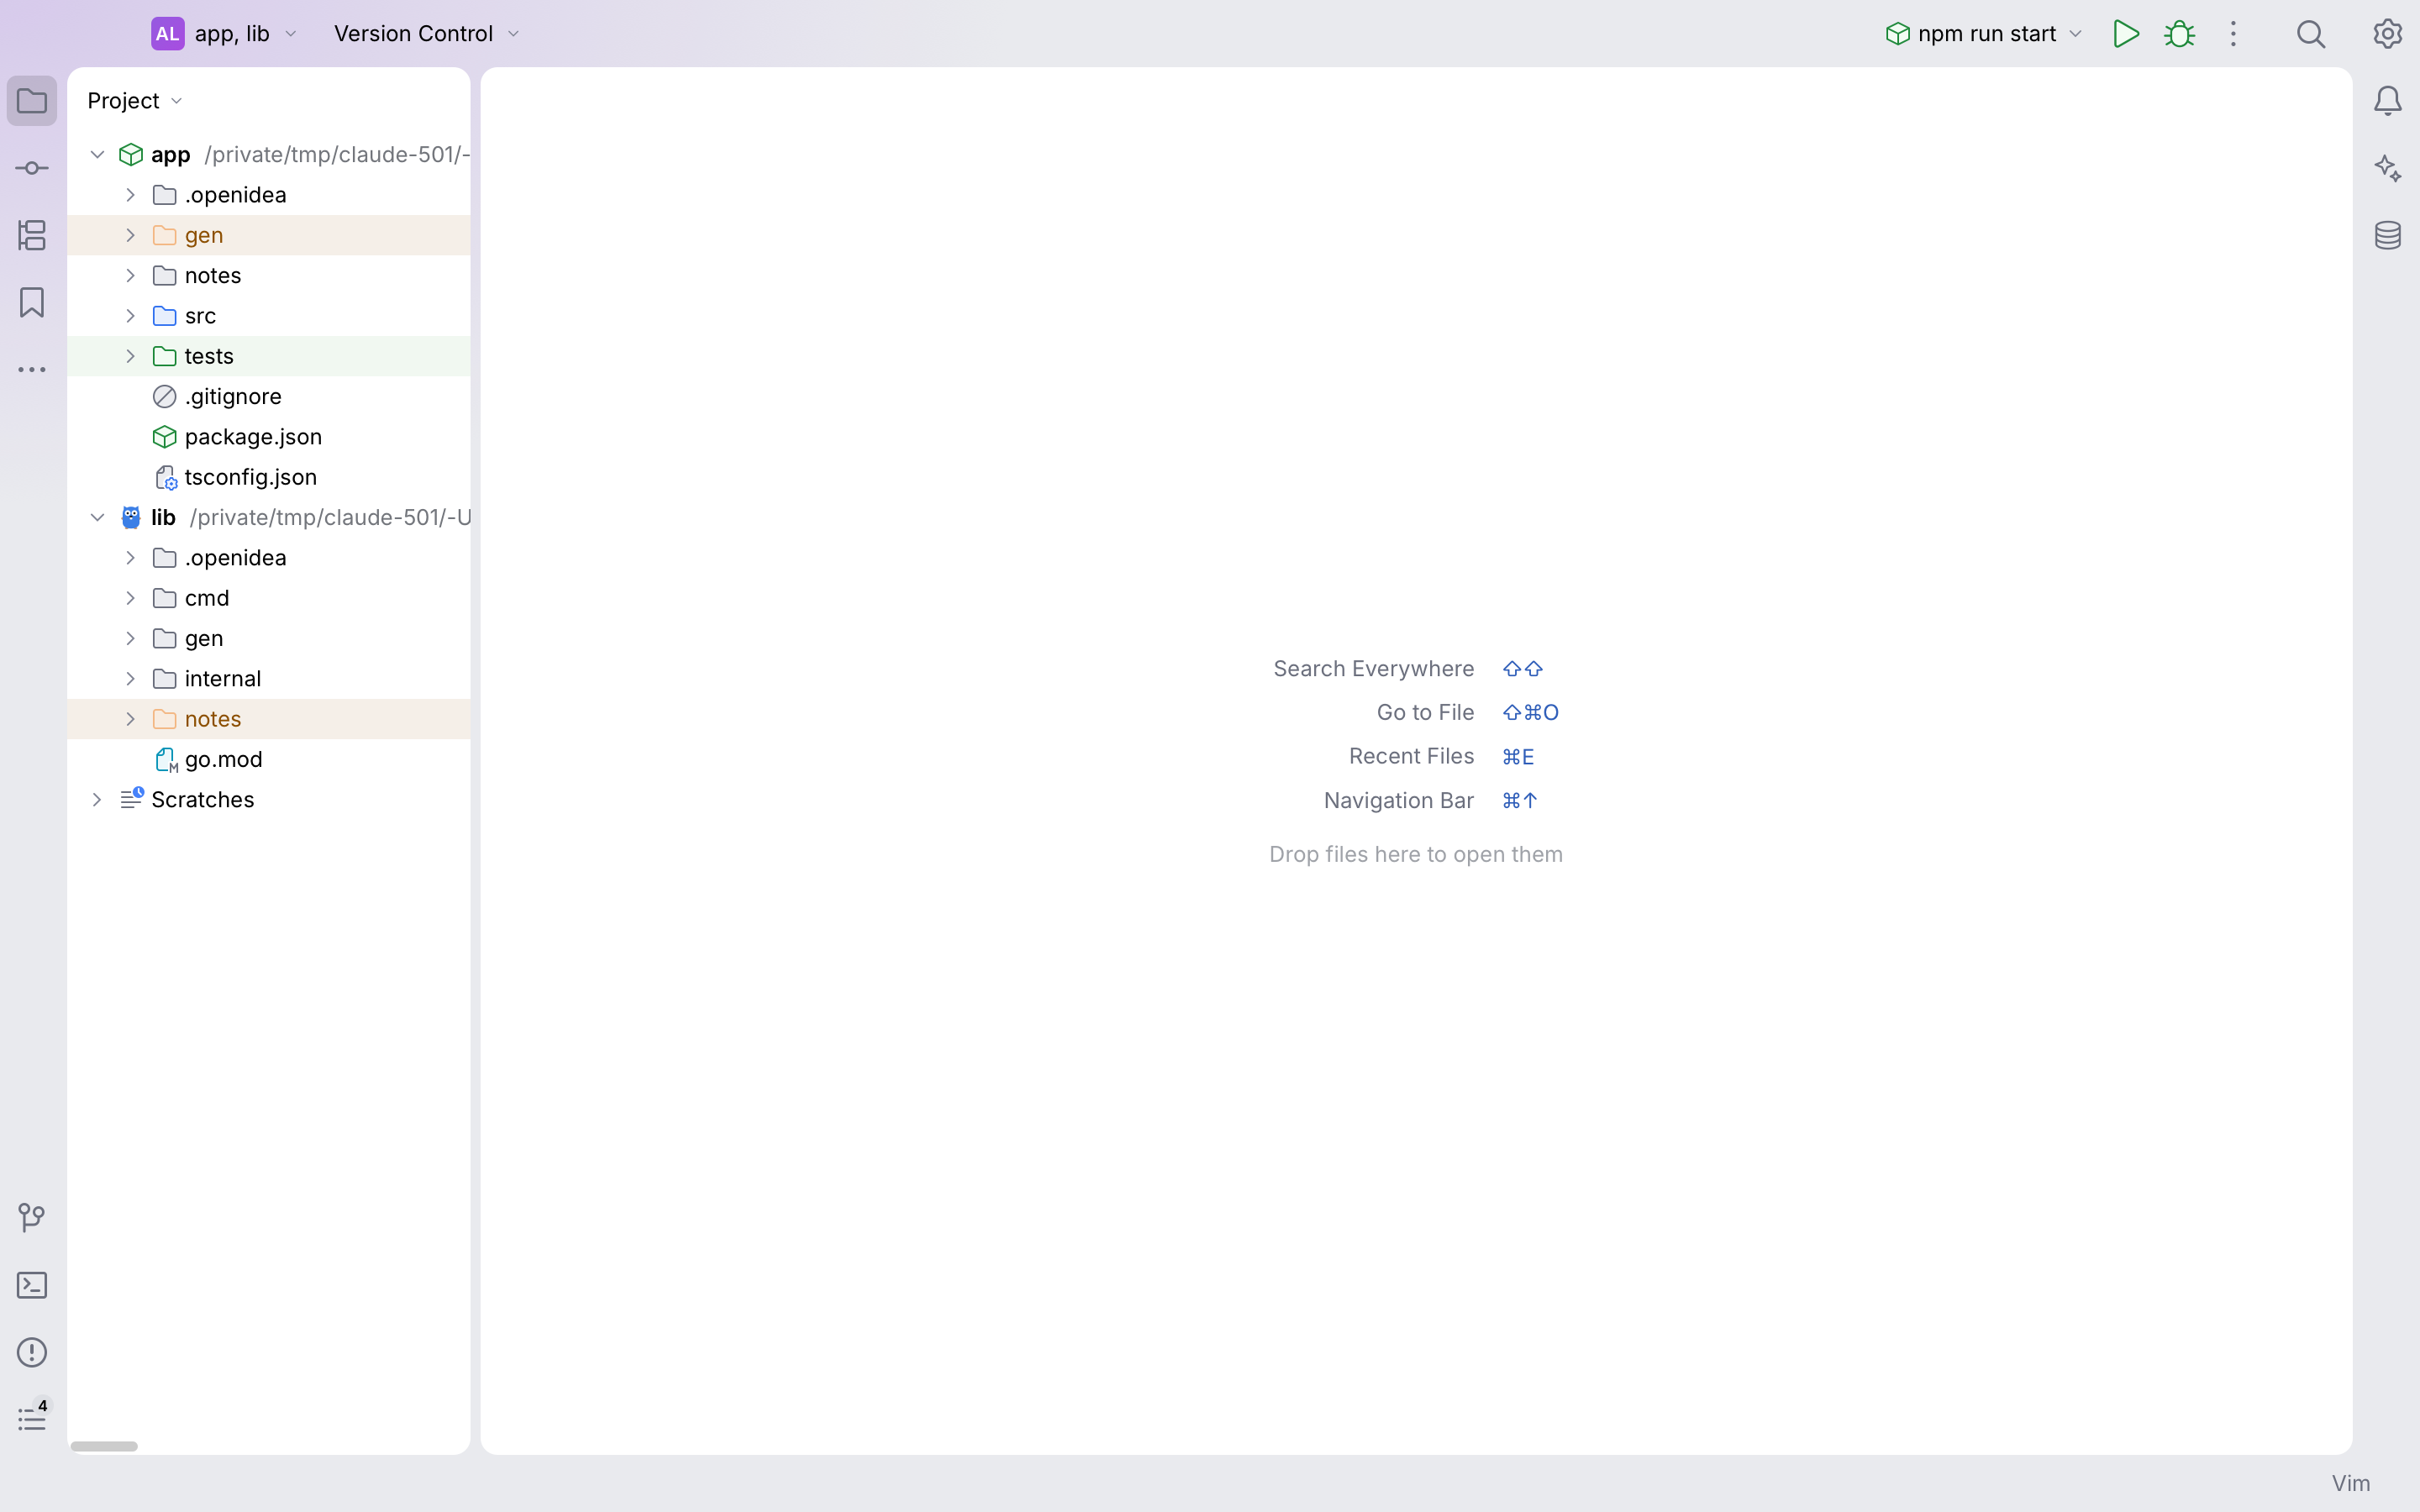 AL app, lib Version Control npm run start
Project
app /private/tmp/claude-501/-
.openidea
gen
notes
src
tests
.gitignore
package.json
tsconfig.json
lib /private/tmp/claude-501/-U
.openidea
cmd
gen
internal
notes
go.mod
Scratches
Search Everywhere ⇧⇧
Go to File ⇧⌘O
Recent Files ⌘E
Navigation Bar ⌘↑
Drop files here to open them
4
Vim